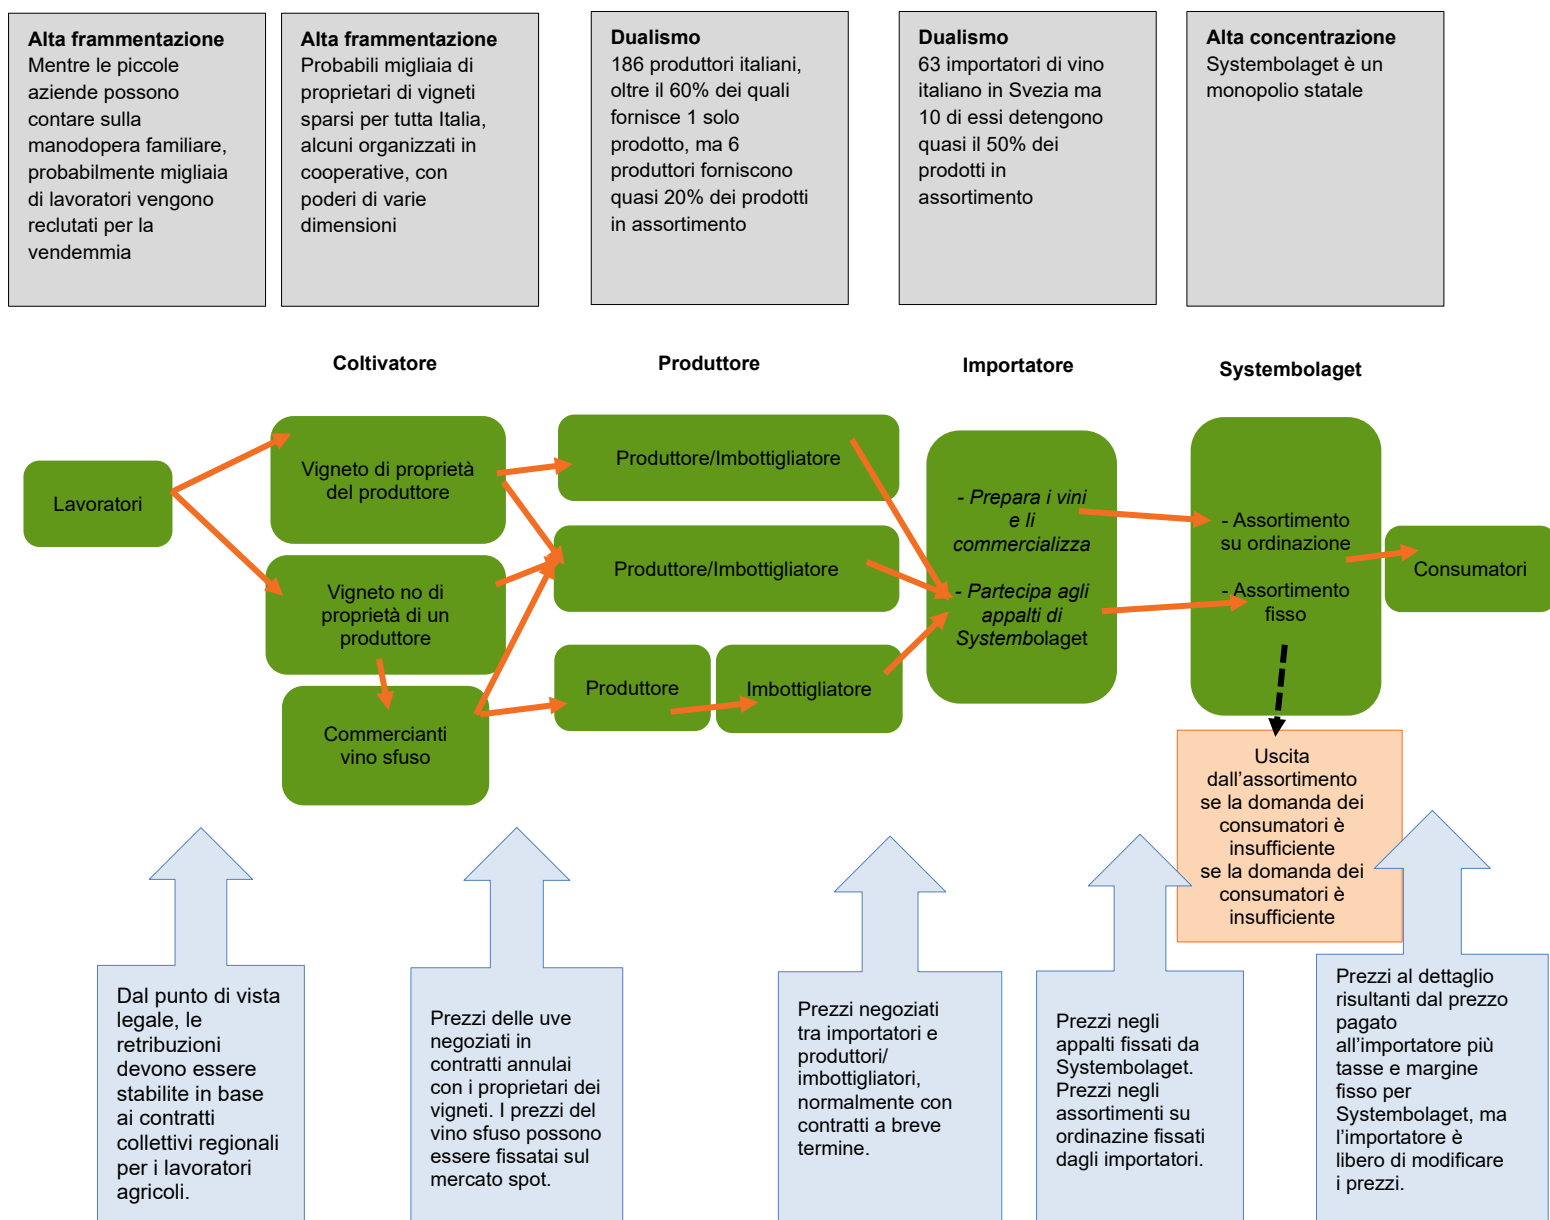 Alta frammentazione
Mentre le piccole
aziende possono
contare sulla
manodopera familiare,
probabilmente migliaia
di lavoratori vengono
reclutati per la
vendemmia
Alta frammentazione
Probabili migliaia di
proprietari di vigneti
sparsi per tutta Italia,
alcuni organizzati in
cooperative, con
poderi di varie
dimensioni
Dualismo
186 produttori italiani,
oltre il 60% dei quali
fornisce 1 solo
prodotto, ma 6
produttori forniscono
quasi 20% dei prodotti
in assortimento
Dualismo
63 importatori di vino
italiano in Svezia ma
10 di essi detengono
quasi il 50% dei
prodotti in
assortimento
Alta concentrazione
Systembolaget è un
monopolio statale
Coltivatore
Produttore
Importatore
Systembolaget
Lavoratori
Vigneto di proprietà
del produttore
Vigneto no di
proprietà di un
produttore
Commercianti
vino sfuso
Produttore/Imbottigliatore
Produttore/Imbottigliatore
Produttore
Imbottigliatore
- Prepara i vini
e li
commercializza
- Partecipa agli
appalti di
Systembolaget
- Assortimento
su ordinazione
- Assortimento
fisso
Consumatori
Uscita
dall'assortimento
se la domanda dei
consumatori è
insufficiente
se la domanda dei
consumatori è
insufficiente
Dal punto di vista
legale, le
retribuzioni
devono essere
stabilite in base
ai contratti
collettivi regionali
per i lavoratori
agricoli.
Prezzi delle uve
negoziati in
contratti annulai
con i proprietari dei
vigneti. I prezzi del
vino sfuso possono
essere fissatai sul
mercato spot.
Prezzi negoziati
tra importatori e
produttori/
imbottigliatori,
normalmente con
contratti a breve
termine.
Prezzi negli
appalti fissati da
Systembolaget.
Prezzi negli
assortimenti su
ordinazine fissati
dagli importatori.
Prezzi al dettaglio
risultanti dal prezzo
pagato
all'importatore più
tasse e margine
fisso per
Systembolaget, ma
l'importatore è
libero di modificare
i prezzi.